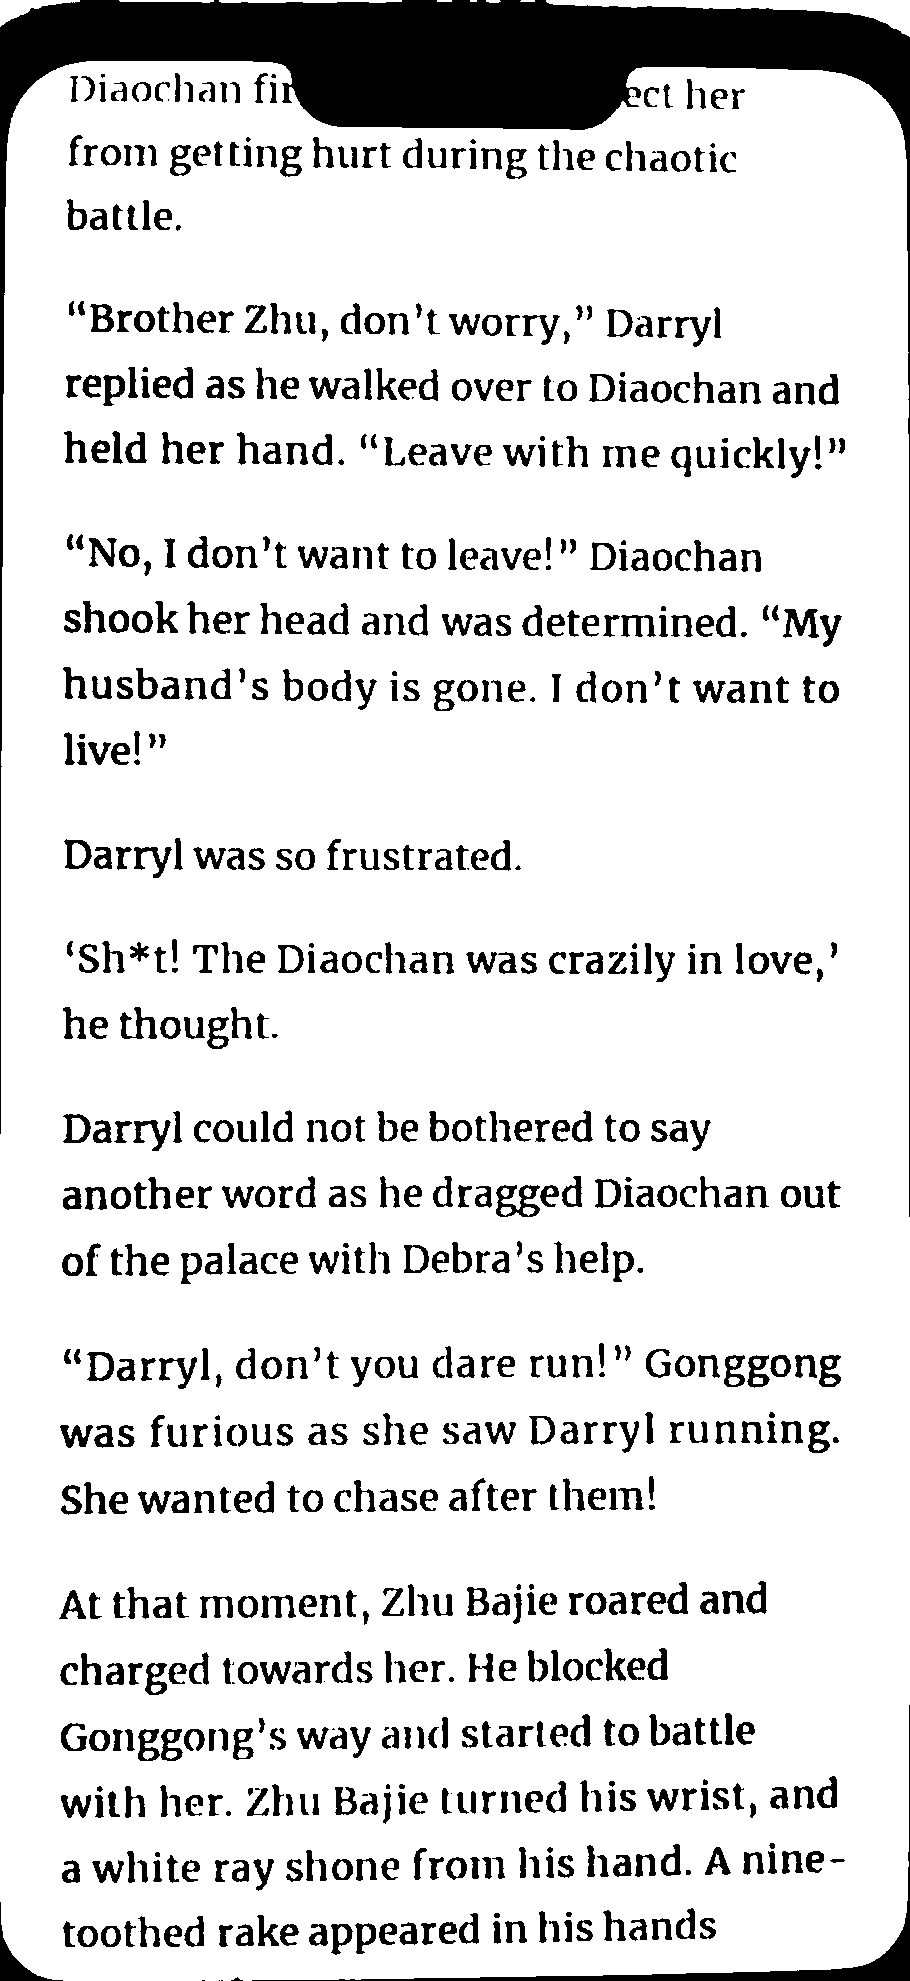 Diaochan her
from getting hurt during the chaotic
battle.
“Brother Zhu, don’t worry,” Darryl
replied as he walked over to Diaochan and
held her hand. “Leave with me quickly!”
“No, I don’t want to leave!” Diaochan
shook her head and was determined. “My
husband’s body is gone. I don’t want to
live!”
Darryl was so frustrated.
‘Sh*t! The Diaochan was crazily in love,’
he thought.
Darryl could not be bothered to say
another word as he dragged Diaochan out
of the palace with Debra’s help.
“Darryl, don’t you dare run!” Gonggong
was furious as she saw Darryl running.
She wanted to chase after them!
At that moment, Zhu Bajie roared and
charged towards her. He blocked
Gonggong’s way and started to battle
with her. Zhu Bajie turned his wrist, and
a white ray shone from his hand. A nine-
toothed rake appeared in his hands